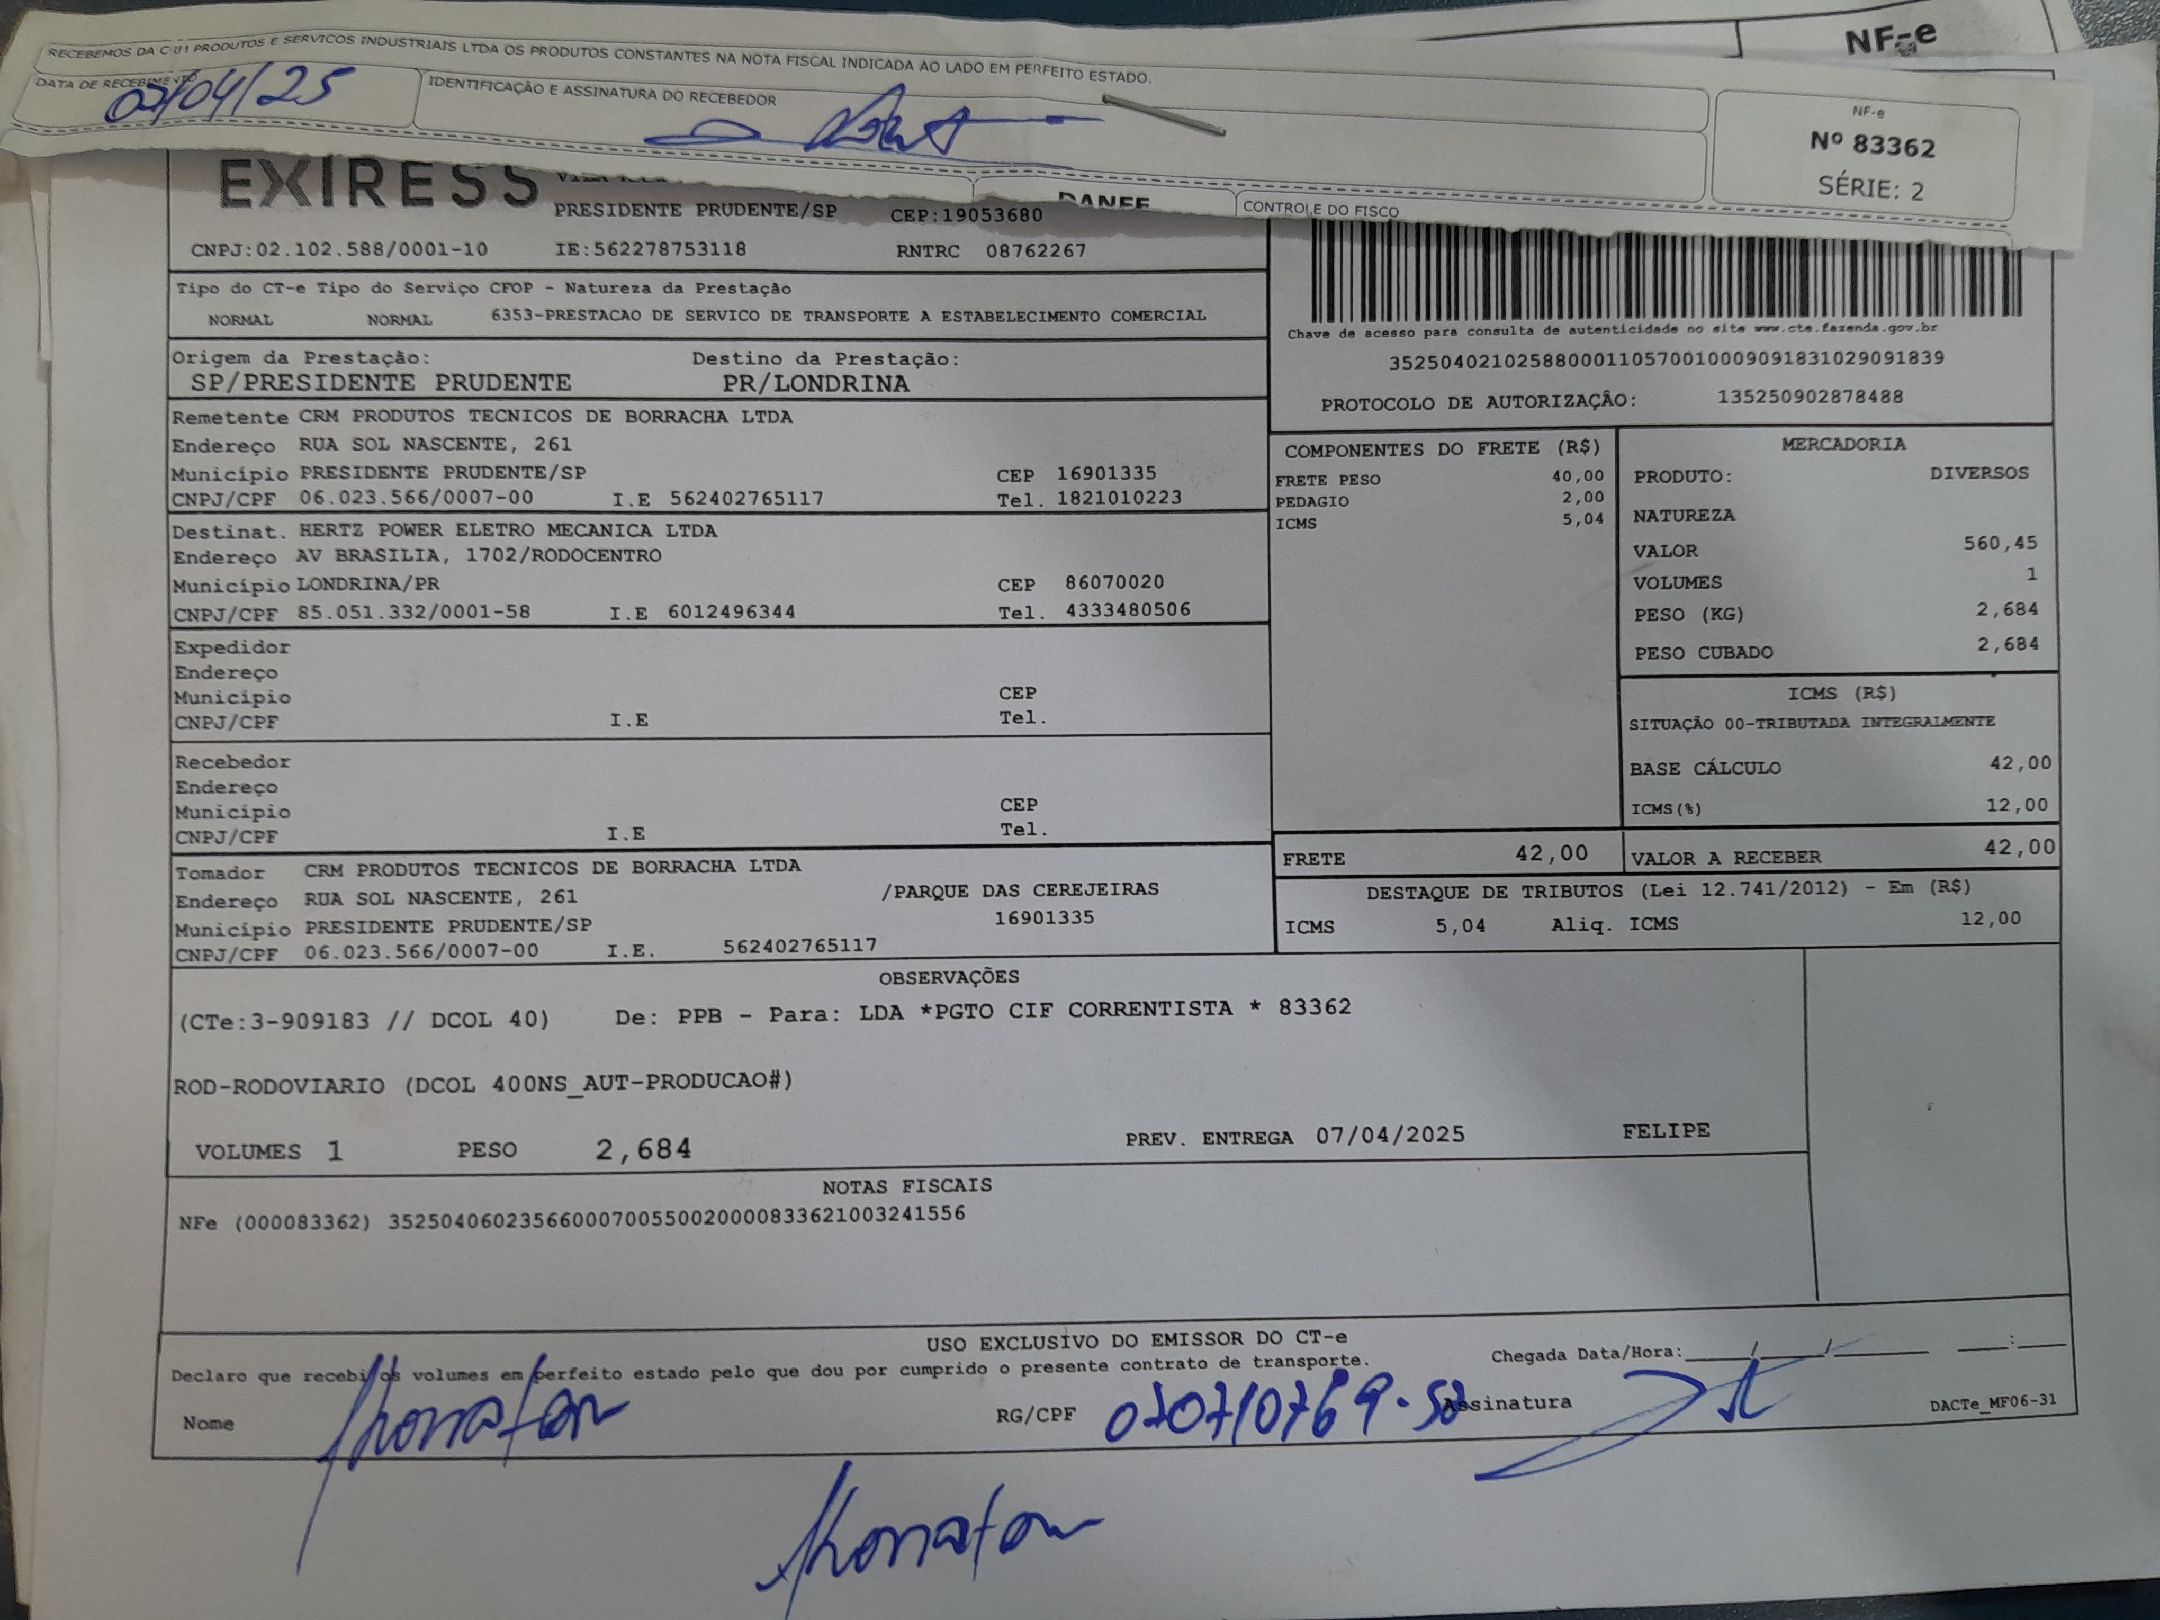 NF-e
RECEBEMOS DA C PRODUTOS E SERVICOS INDUSTRIAIS LTDA OS PRODUTOS CONSTANTES NA NOTA FISCAL INDICADA AO LADO EM PERFEITO ESTADO.
DATA DE RECEBIMENTO
07/04/25
IDENTIFICAÇÃO E ASSINATURA DO RECEBEDOR
NF-e
Nº 83362
SÉRIE: 2
DANFE
CONTROLE DO FISCO
PRESIDENTE PRUDENTE/SP CEP:19053680
CNPJ:02.102.588/0001-10 IE:562278753118 RNTRC 08762267
Tipo do CT-e Tipo do Serviço CFOP - Natureza da Prestação
NORMAL NORMAL 6353-PRESTACAO DE SERVICO DE TRANSPORTE A ESTABELECIMENTO COMERCIAL
Chave de acesso para consulta de autenticidade no site www.cte.fazenda.gov.br
35250402102588000110570010009091831029091839
PROTOCOLO DE AUTORIZAÇÃO: 135250902878488
Origem da Prestação: Destino da Prestação:
SP/PRESIDENTE PRUDENTE PR/LONDRINA
Remetente CRM PRODUTOS TECNICOS DE BORRACHA LTDA
Endereço RUA SOL NASCENTE, 261
Município PRESIDENTE PRUDENTE/SP CEP 16901335
CNPJ/CPF 06.023.566/0007-00 I.E 562402765117 Tel. 1821010223
Destinat. HERTZ POWER ELETRO MECANICA LTDA
Endereço AV BRASILIA, 1702/RODOCENTRO
Município LONDRINA/PR CEP 86070020
CNPJ/CPF 85.051.332/0001-58 I.E 6012496344 Tel. 4333480506
Expedidor
Endereço
Município CEP
CNPJ/CPF I.E Tel.
Recebedor
Endereço
Município CEP
CNPJ/CPF I.E Tel.
Tomador CRM PRODUTOS TECNICOS DE BORRACHA LTDA
Endereço RUA SOL NASCENTE, 261 /PARQUE DAS CEREJEIRAS
Município PRESIDENTE PRUDENTE/SP 16901335
CNPJ/CPF 06.023.566/0007-00 I.E. 562402765117
COMPONENTES DO FRETE (R$)
FRETE PESO 40,00
PEDAGIO 2,00
ICMS 5,04
MERCADORIA
PRODUTO: DIVERSOS
NATUREZA
VALOR 560,45
VOLUMES 1
PESO (KG) 2,684
PESO CUBADO 2,684
ICMS (R$)
SITUAÇÃO 00-TRIBUTADA INTEGRALMENTE
BASE CÁLCULO 42,00
ICMS(%) 12,00
FRETE 42,00 VALOR A RECEBER 42,00
DESTAQUE DE TRIBUTOS (Lei 12.741/2012) - Em (R$)
ICMS 5,04 Aliq. ICMS 12,00
OBSERVAÇÕES
(CTe:3-909183 // DCOL 40) De: PPB - Para: LDA *PGTO CIF CORRENTISTA * 83362
ROD-RODOVIARIO (DCOL 400NS_AUT-PRODUCAO#)
VOLUMES 1 PESO 2,684 PREV. ENTREGA 07/04/2025 FELIPE
NOTAS FISCAIS
NFe (000083362) 35250406023566000700550020000833621003241556
USO EXCLUSIVO DO EMISSOR DO CT-e
Declaro que recebi os volumes em perfeito estado pelo que dou por cumprido o presente contrato de transporte. Chegada Data/Hora:____/____/______ ____:____
Nome Jhonatan RG/CPF Assinatura DACTe_MF06-31
Jhonatan